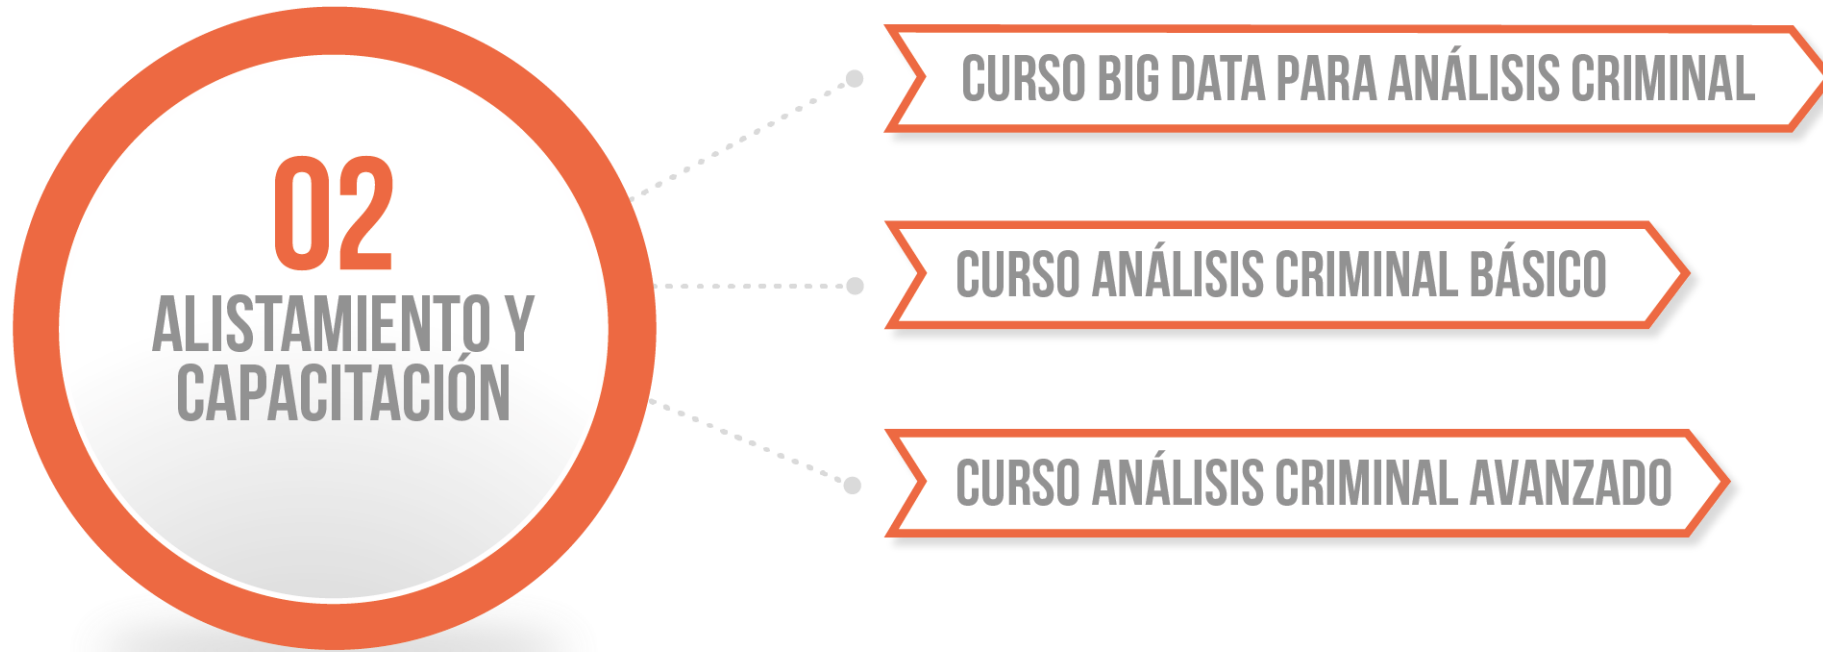 02
ALISTAMIENTO Y
CAPACITACIÓN
CURSO BIG DATA PARA ANÁLISIS CRIMINAL
CURSO ANÁLISIS CRIMINAL BÁSICO
CURSO ANÁLISIS CRIMINAL AVANZADO